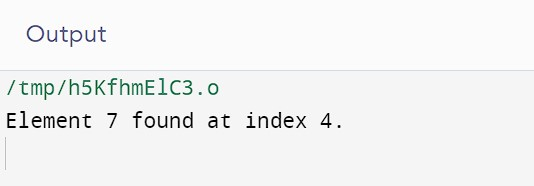 Output
/tmp/h5KfhmElC3.o
Element 7 found at index 4.